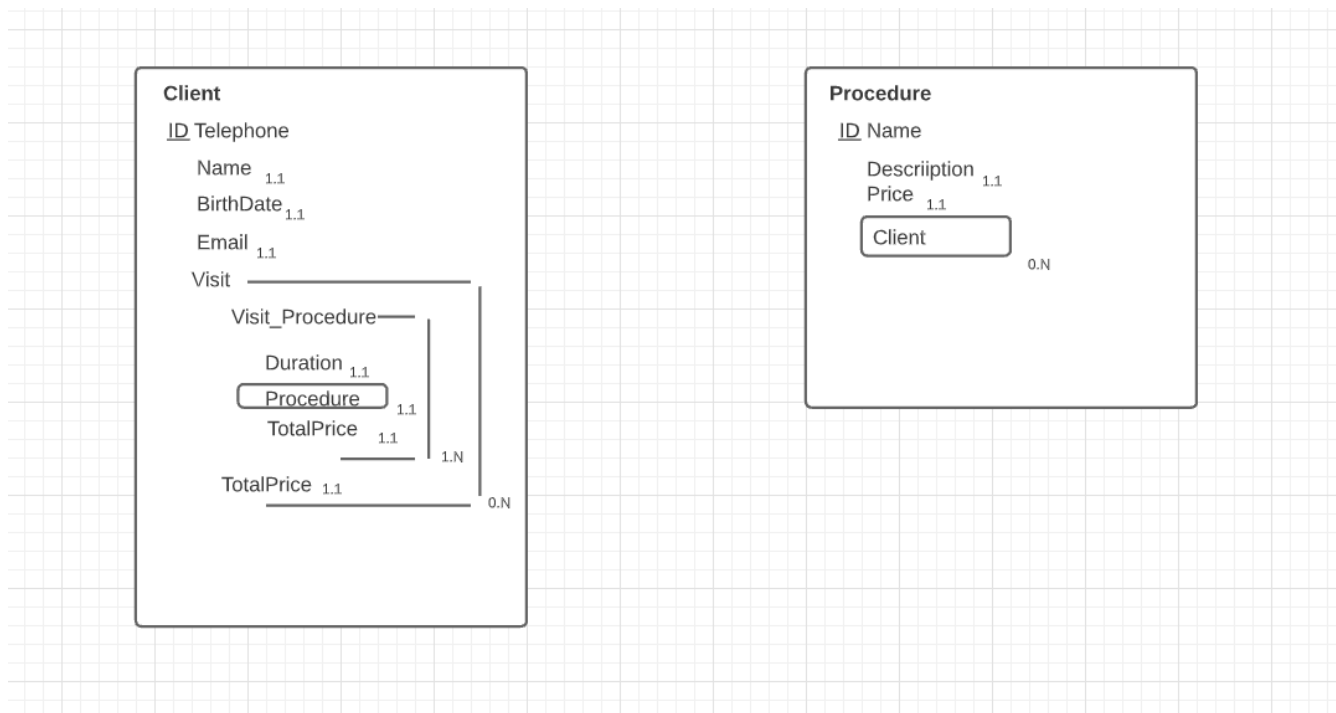 Client
ID Telephone
Name 1.1
BirthDate 1.1
Email 1.1
Visit
Visit_Procedure
Duration 1.1
Procedure 1.1
TotalPrice 1.1
1.N
TotalPrice 1.1
0.N
Procedure
ID Name
Descriiption 1.1
Price 1.1
Client
0.N